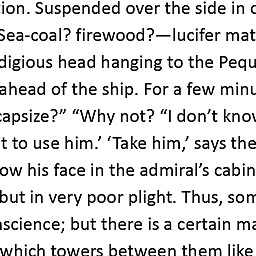 ion. Suspended over the side in
Sea-coal? firewood?—lucifer mat
digious head hanging to the Pequ
ahead of the ship. For a few minu
capsize?” “Why not? “I don’t know
t to use him.’ ‘Take him,’ says the
ow his face in the admiral’s cabin
but in very poor plight. Thus, som
science; but there is a certain ma
which towers between them like